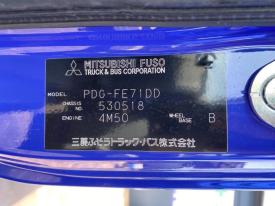 MITSUBISHI FUSO
TRUCK & BUS CORPORATION
MODEL PDG-FE71DD
CHASSIS NO. 530518
ENGINE 4M50 WHEEL BASE B
三菱ふそうトラック・バス株式会社